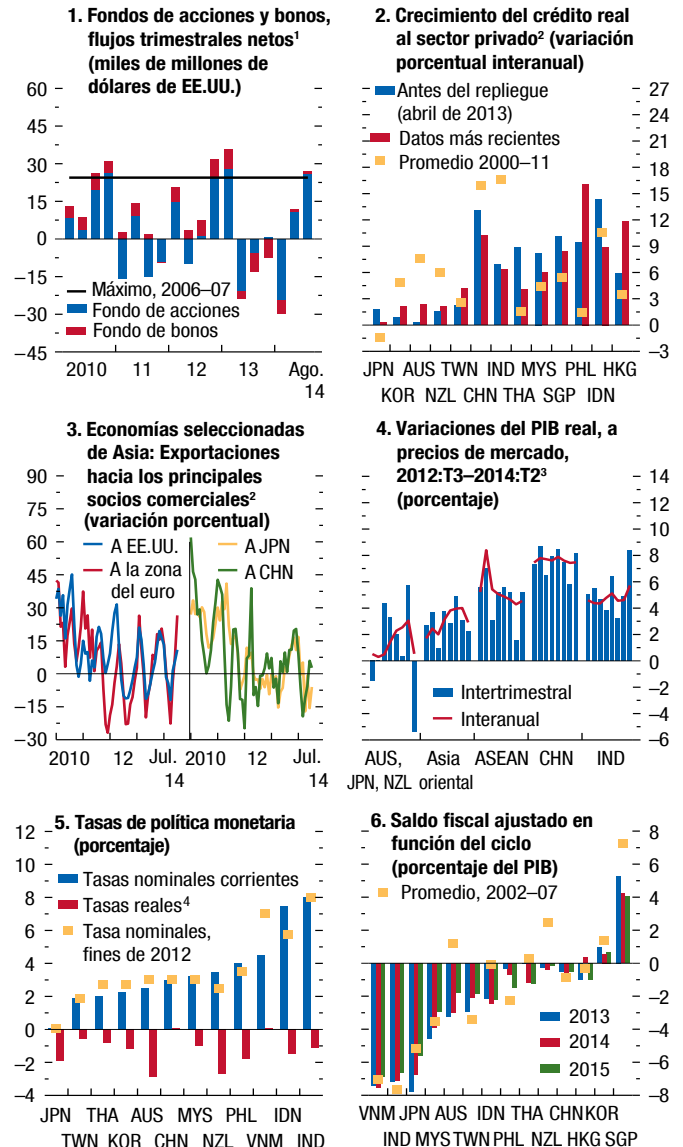 1. Fondos de acciones y bonos,
flujos trimestrales netos¹
(miles de millones de
dólares de EE.UU.)
60
45
30
15
0
–15
–30
–45
Máximo, 2006–07
Fondo de acciones
Fondo de bonos
2010 11 12 13 Ago.
14
2. Crecimiento del crédito real
al sector privado² (variación
porcentual interanual)
Antes del repliegue
(abril de 2013)
Datos más recientes
Promedio 2000–11
27
24
21
18
15
12
9
6
3
0
–3
JPN AUS TWN IND MYS PHL HKG
KOR NZL CHN THA SGP IDN
3. Economías seleccionadas
de Asia: Exportaciones
hacia los principales
socios comerciales²
(variación porcentual)
90
75
60
45
30
15
0
–15
–30
A EE.UU.
A la zona
del euro
A JPN
A CHN
2010 12 Jul. 2010 12 Jul.
14 14
4. Variaciones del PIB real, a
precios de mercado,
2012:T3–2014:T2³
(porcentaje)
14
12
10
8
6
4
2
0
–2
–4
–6
Intertrimestral
Interanual
AUS, Asia ASEAN CHN IND
JPN, NZL oriental
5. Tasas de política monetaria
(porcentaje)
12
10
8
6
4
2
0
–2
–4
Tasas nominales corrientes
Tasas reales⁴
Tasa nominales,
fines de 2012
JPN THA AUS MYS PHL IDN
TWN KOR CHN NZL VNM IND
6. Saldo fiscal ajustado en
función del ciclo
(porcentaje del PIB)
Promedio, 2002–07
8
6
4
2
0
–2
–4
–6
–8
2013
2014
2015
VNM JPN AUS IDN THA CHN KOR
IND MYS TWN PHL NZL HKG SGP